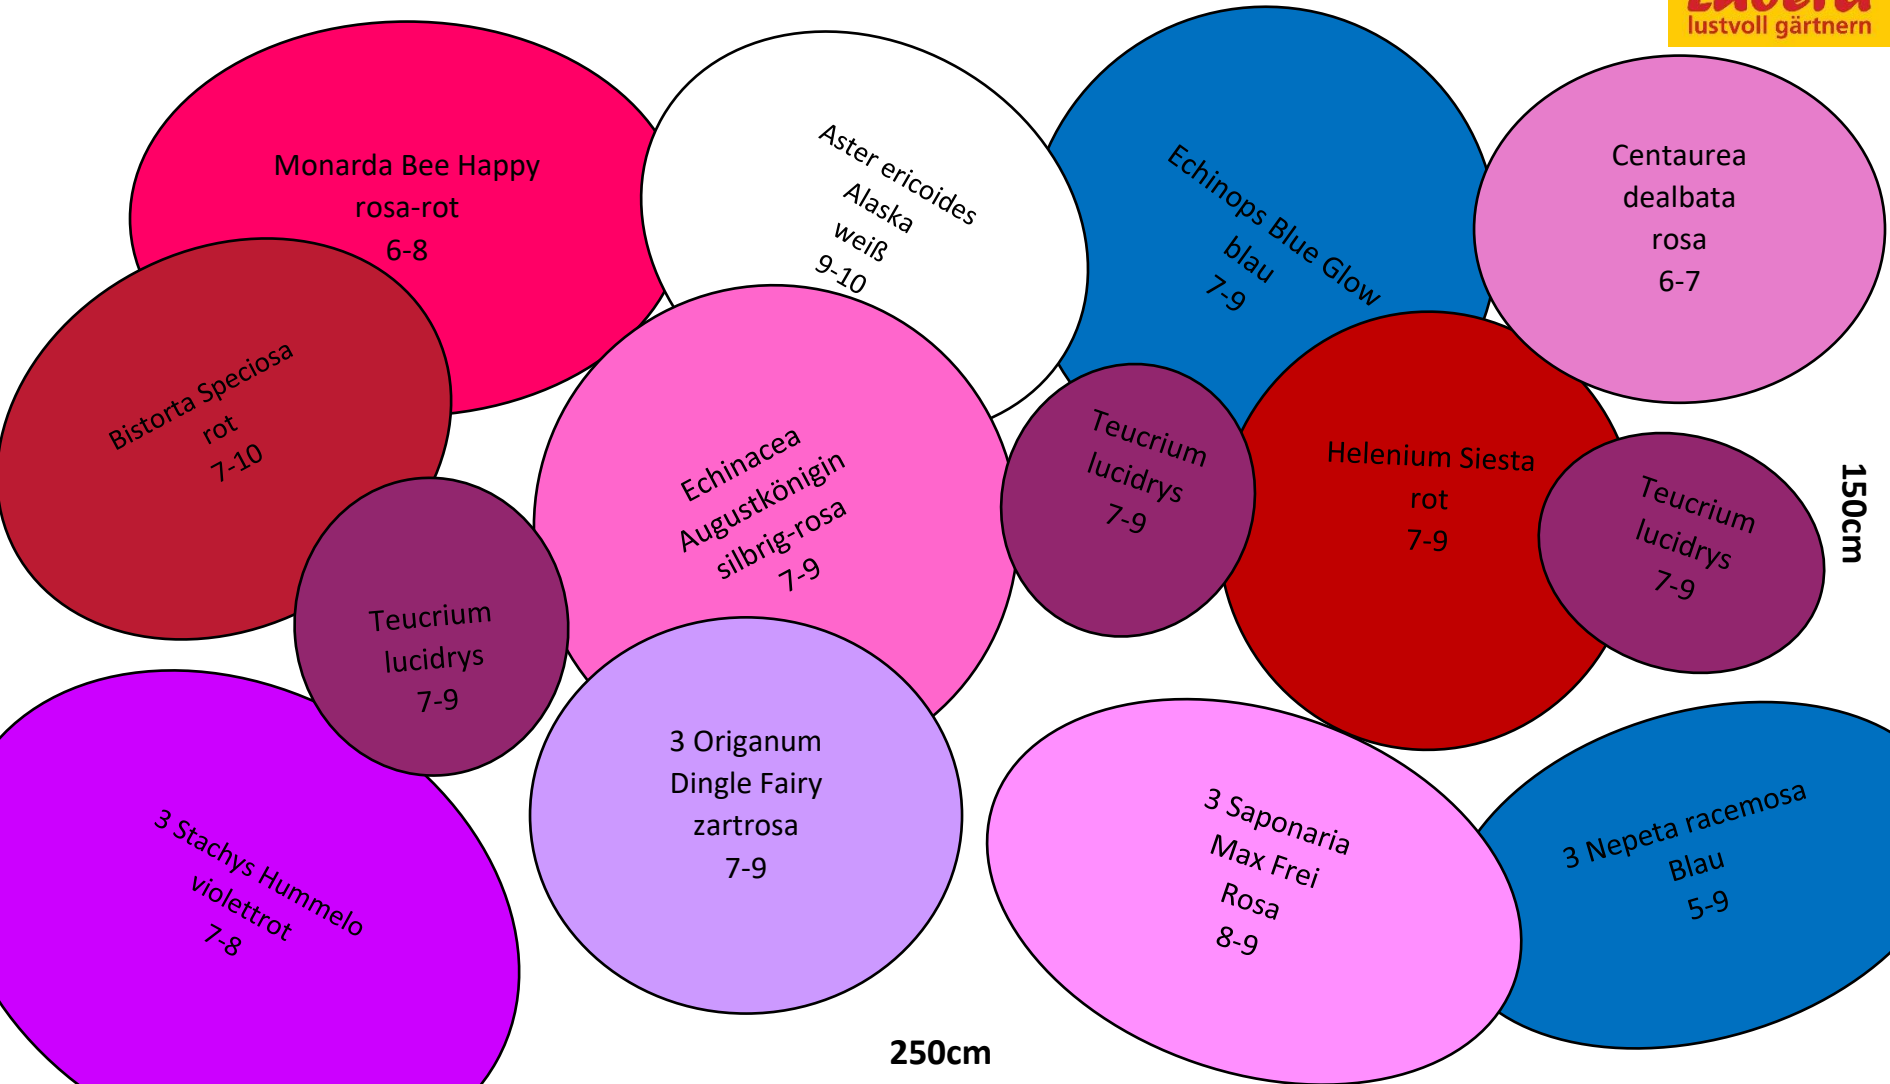 lustvoll gärtnern
Monarda Bee Happy
rosa-rot
6-8
Aster ericoides
Alaska
weiß
9-10
Echinops Blue Glow
blau
7-9
Centaurea
dealbata
rosa
6-7
Bistorta Speciosa
rot
7-10
Echinacea
Augustkönigin
silbrig-rosa
7-9
Teucrium
lucidrys
7-9
Helenium Siesta
rot
7-9
Teucrium
lucidrys
7-9
150cm
Teucrium
lucidrys
7-9
3 Stachys Hummelo
violettrot
7-8
3 Origanum
Dingle Fairy
zartrosa
7-9
3 Saponaria
Max Frei
Rosa
8-9
3 Nepeta racemosa
Blau
5-9
250cm